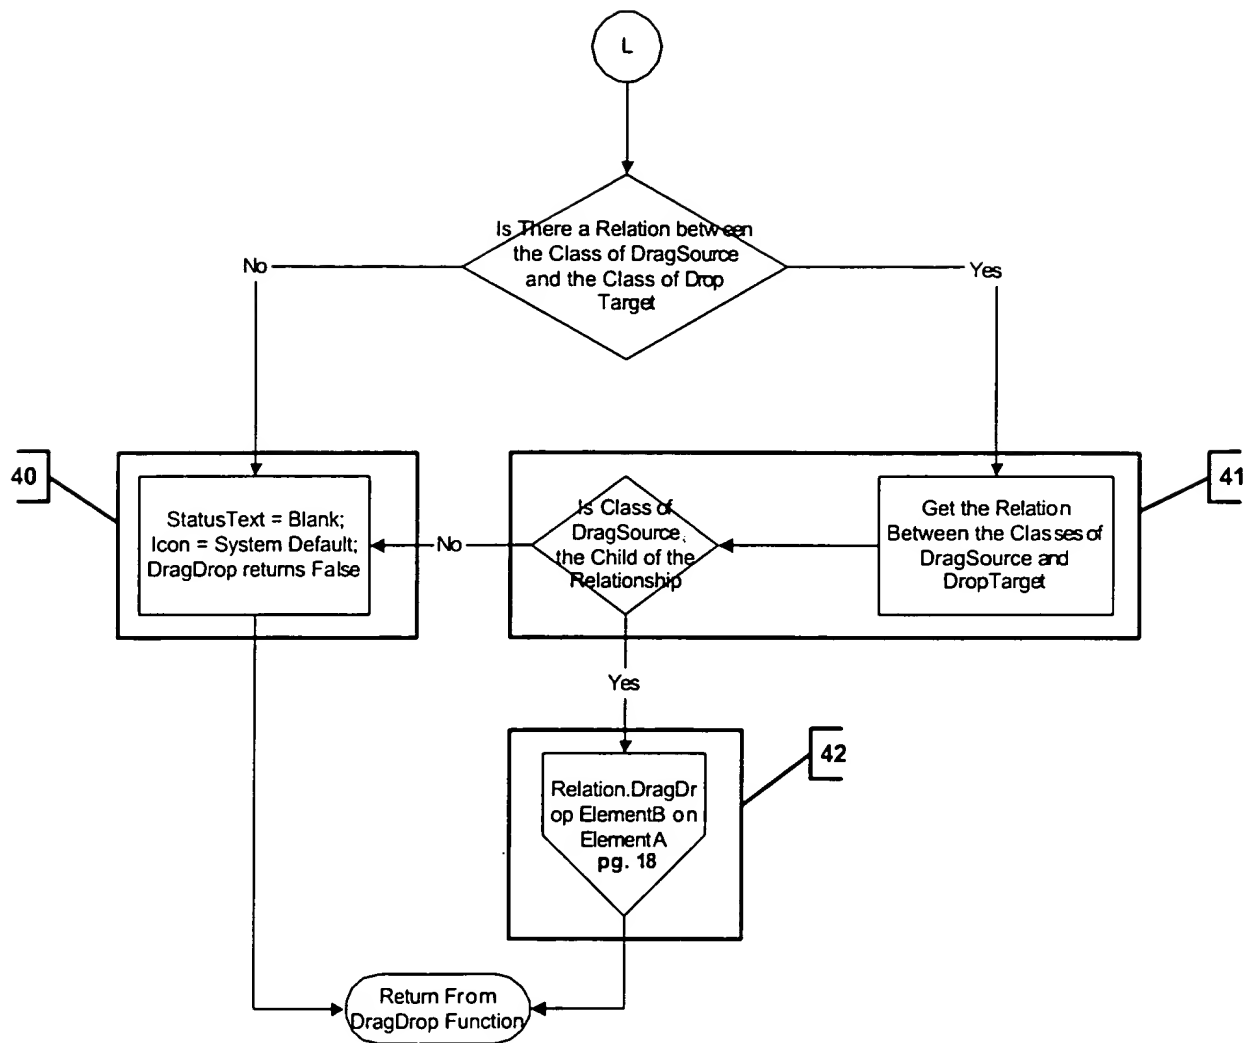 L
Is There a Relation between
the Class of DragSource
and the Class of Drop
Target
No
Yes
40
41
StatusText = Blank;
Icon = System Default;
DragDrop returns False
No
Is Class of
DragSource,
the Child of the
Relationship
Get the Relation
Between the Classes of
DragSource and
DropTarget
Yes
42
Relation.DragDr
op ElementB on
ElementA
pg. 18
Return From
DragDrop Function